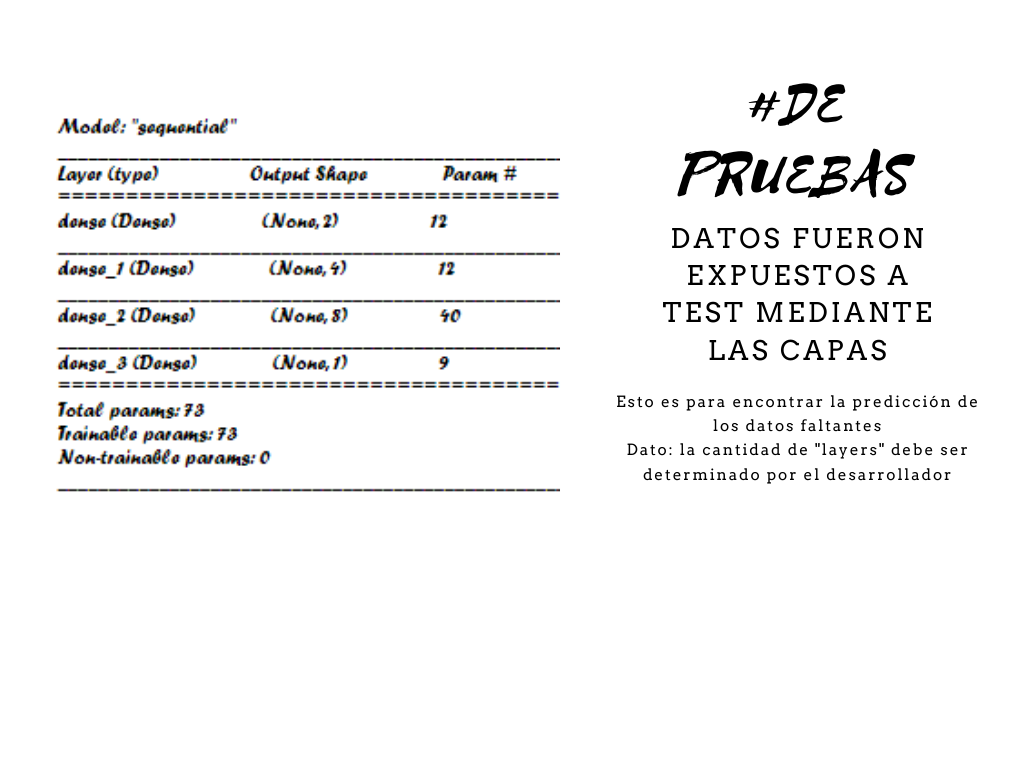 Model: "sequential"
Layer (type) Output Shape Param #
dense (Dense) (None, 2) 12
dense_1 (Dense) (None, 4) 12
dense_2 (Dense) (None, 8) 40
dense_3 (Dense) (None, 1) 9
Total params: 73
Trainable params: 73
Non-trainable params: 0
#DE
PRUEBAS
DATOS FUERON
EXPUESTOS A
TEST MEDIANTE
LAS CAPAS
Esto es para encontrar la predicción de
los datos faltantes
Dato: la cantidad de "layers" debe ser
determinado por el desarrollador